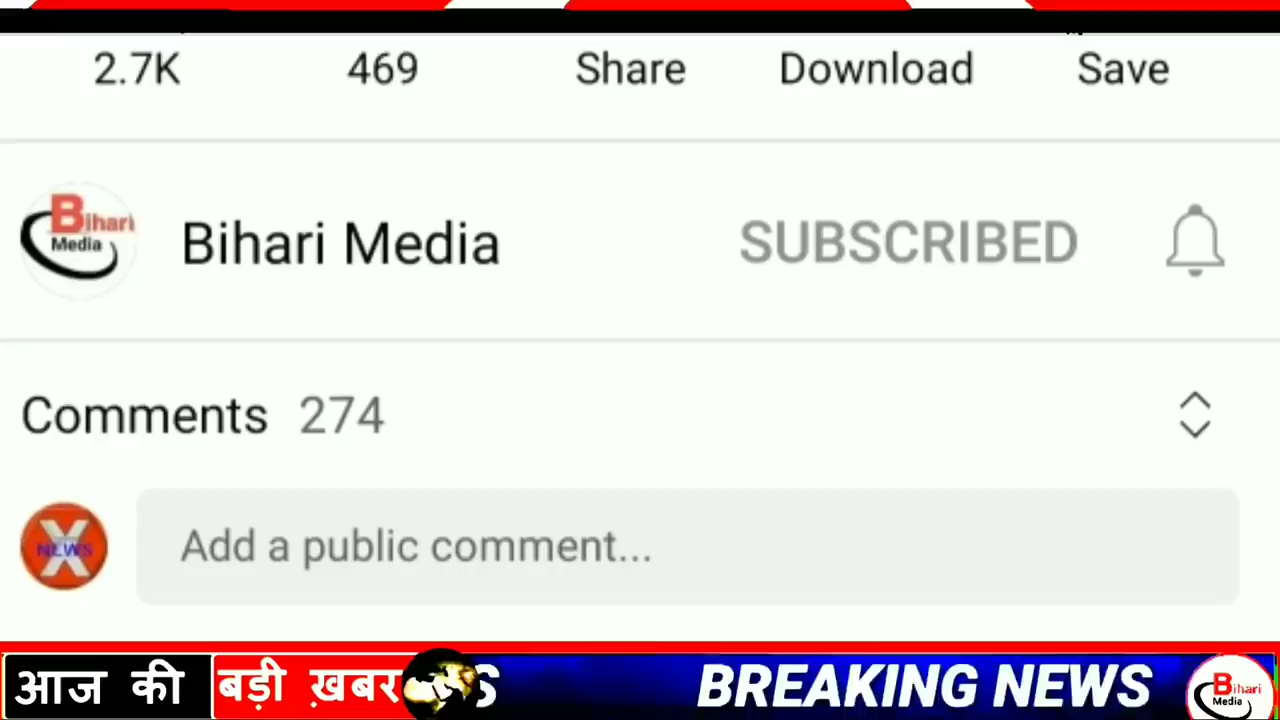 2.7K 469 Share Download Save
Bihari Media
Bihari Media SUBSCRIBED
Comments 274
X NEWS
Add a public comment...
आज की बड़ी ख़बर S BREAKING NEWS
Bihari Media